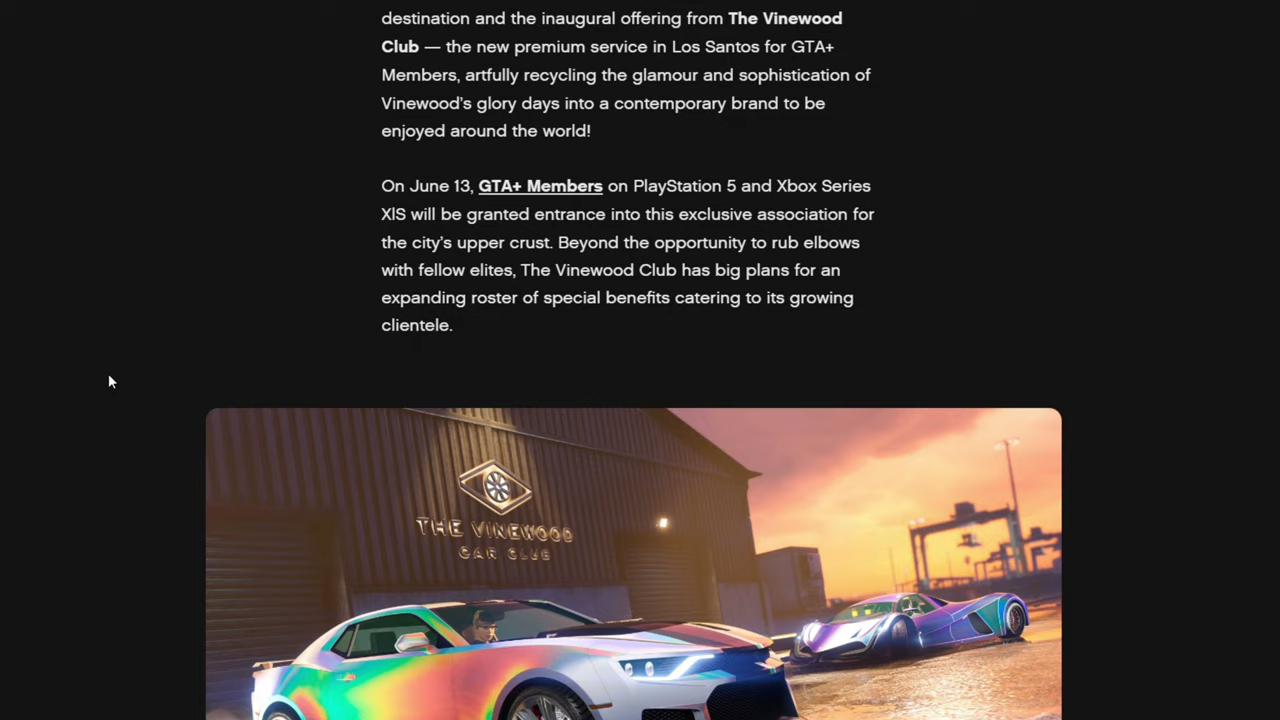 destination and the inaugural offering from The Vinewood
Club — the new premium service in Los Santos for GTA+
Members, artfully recycling the glamour and sophistication of
Vinewood's glory days into a contemporary brand to be
enjoyed around the world!
On June 13, GTA+ Members on PlayStation 5 and Xbox Series
X|S will be granted entrance into this exclusive association for
the city's upper crust. Beyond the opportunity to rub elbows
with fellow elites, The Vinewood Club has big plans for an
expanding roster of special benefits catering to its growing
clientele.
THE VINEWOOD
CAR CLUB